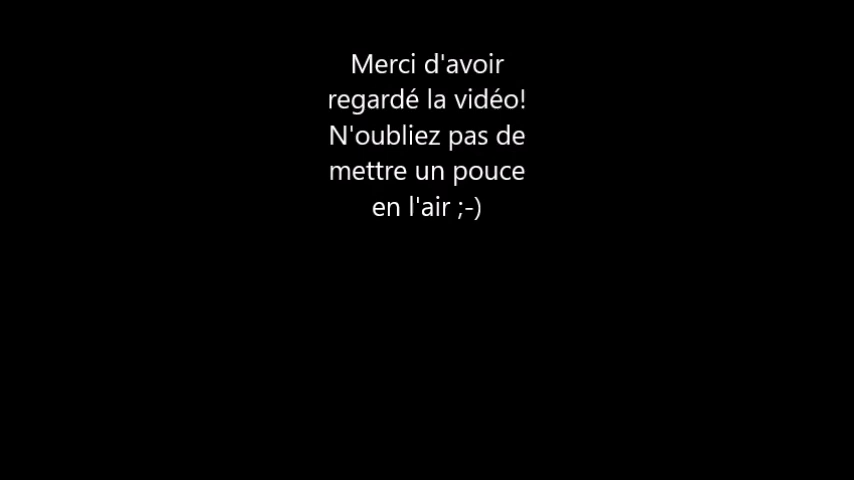 Merci d'avoir
regardé la vidéo!
N'oubliez pas de
mettre un pouce
en l'air ;-)